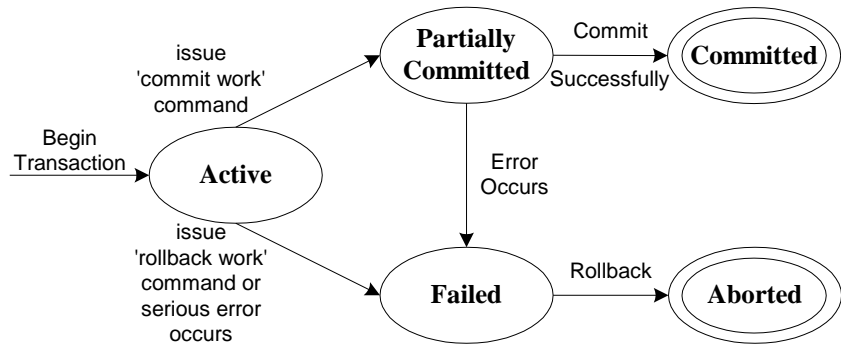 issue
'commit work'
command
Partially
Committed
Commit
Successfully
Committed
Begin
Transaction
Active
Error
Occurs
issue
'rollback work'
command or
serious error
occurs
Failed
Rollback
Aborted